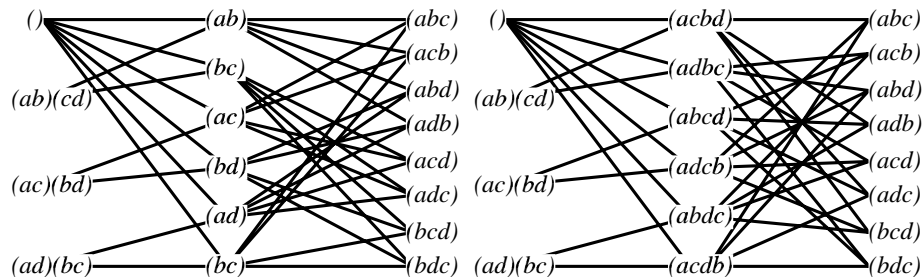 () (ab) (abc) () (acbd) (abc)
(acb) (acb)
(bc) (adbc)
(ab)(cd) (abd) (ab)(cd) (abd)
(ac) (adb) (abcd) (adb)
(acd) (acd)
(bd) (adcb)
(ac)(bd) (adc) (ac)(bd) (adc)
(ad) (abdc)
(bcd) (bcd)
(ad)(bc) (bc) (bdc) (ad)(bc) (acdb) (bdc)